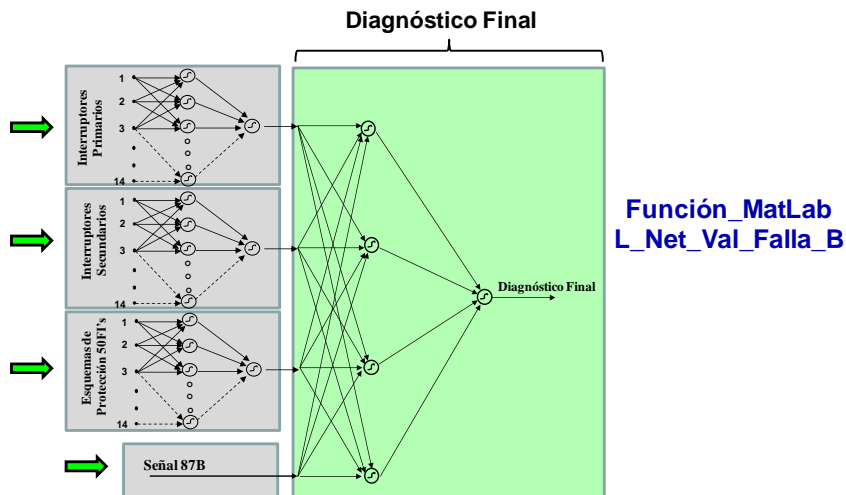 Diagnóstico Final
Interruptores
Primarios
1
2
3
14
Interruptores
Secundarios
1
2
3
14
Esquemas de
Protección 50FI's
1
2
3
14
Señal 87B
Diagnóstico Final
Función_MatLab
L_Net_Val_Falla_B